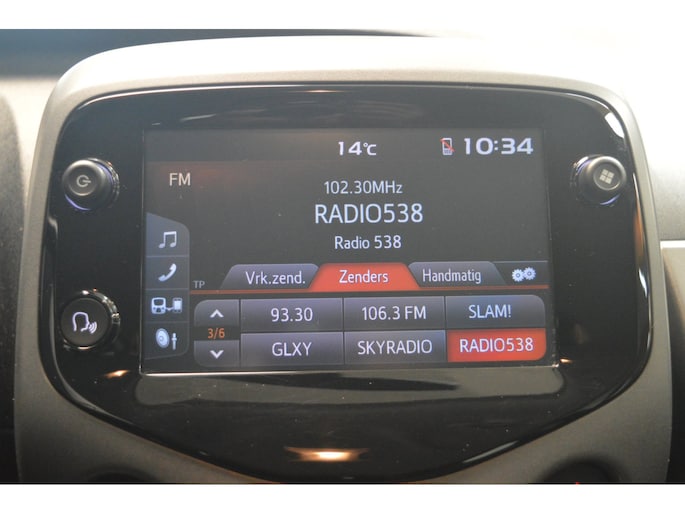 14°C 10:34
FM
102.30MHz
RADIO538
Radio 538
TP Vrk.zend. Zenders Handmatig
93.30 106.3 FM SLAM!
3/6
GLXY SKYRADIO RADIO538